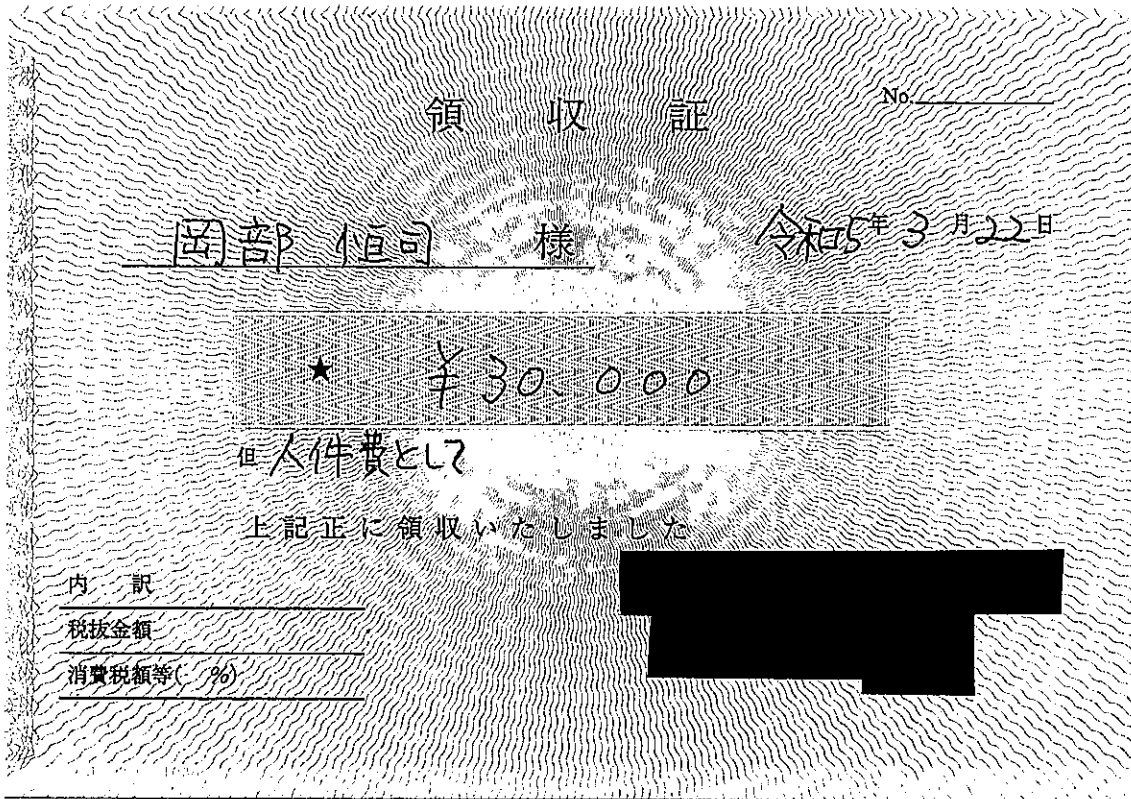 No.
領収証
岡部 恒司 様
令和5年3月22日
★ ¥30、000
但 人件費として
上記正に領収いたしました
内訳
税抜金額
消費税額等( %)